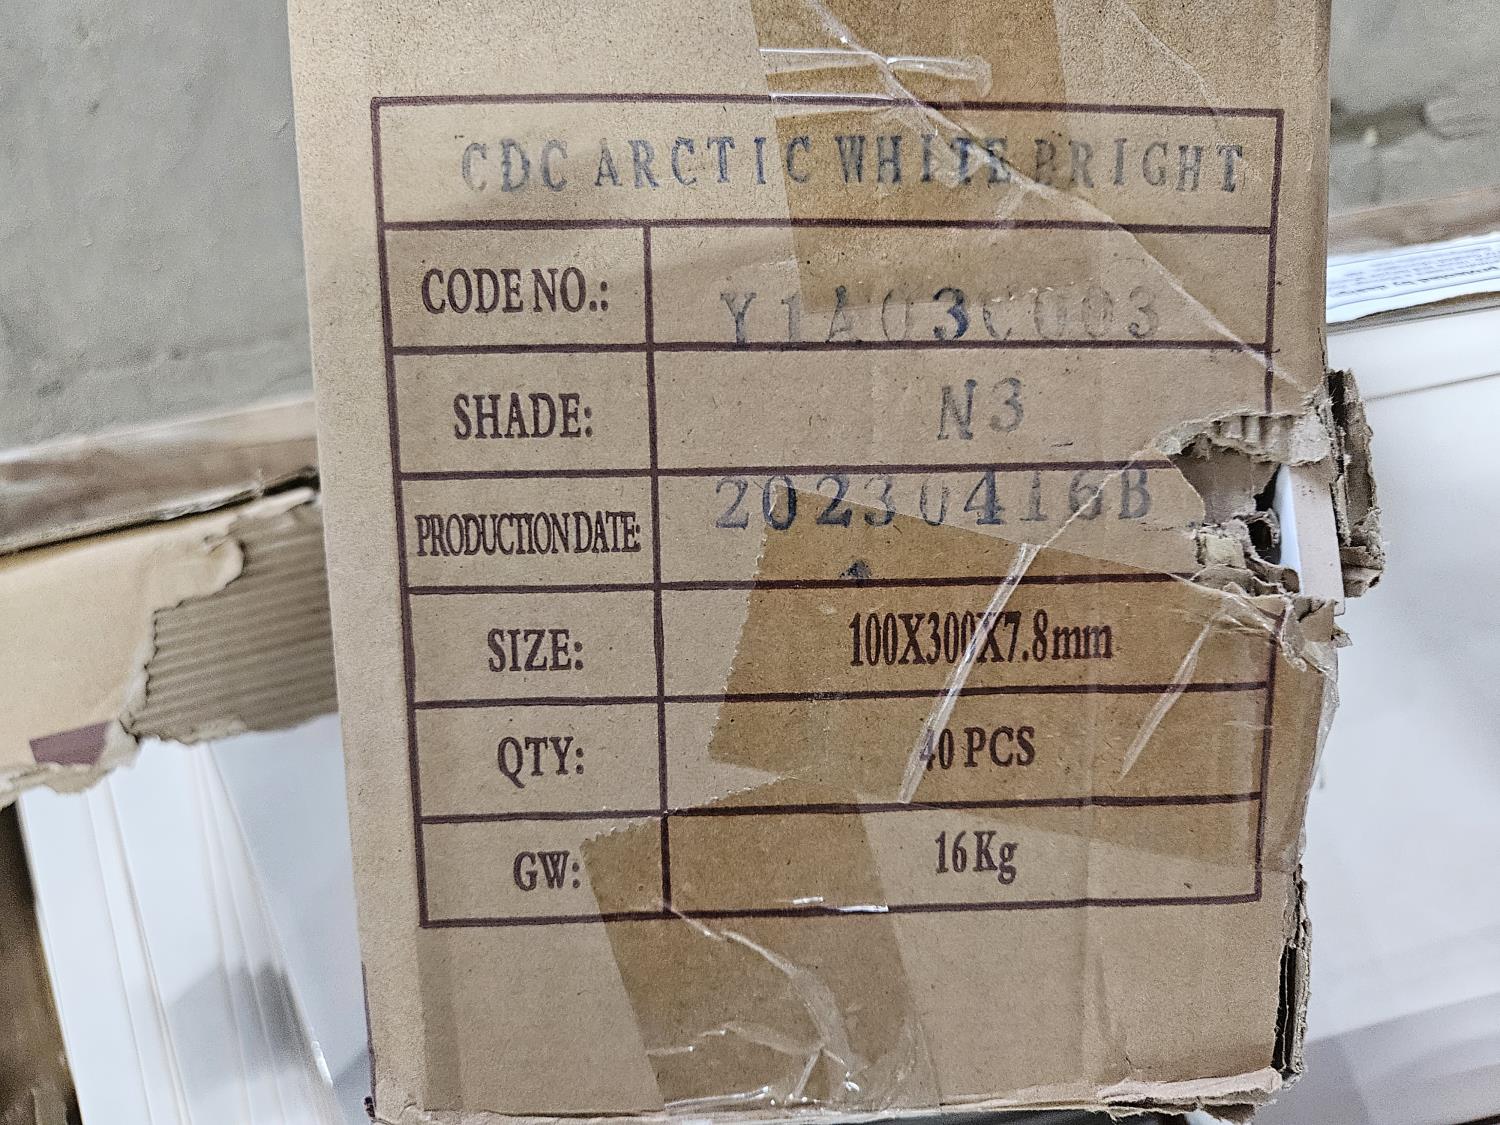 CDC ARCTIC WHITE BRIGHT
CODE NO.: Y1A03C003
SHADE: N3
PRODUCTION DATE: 20230416B
SIZE: 100X300X7.8mm
QTY: 40 PCS
GW: 16Kg